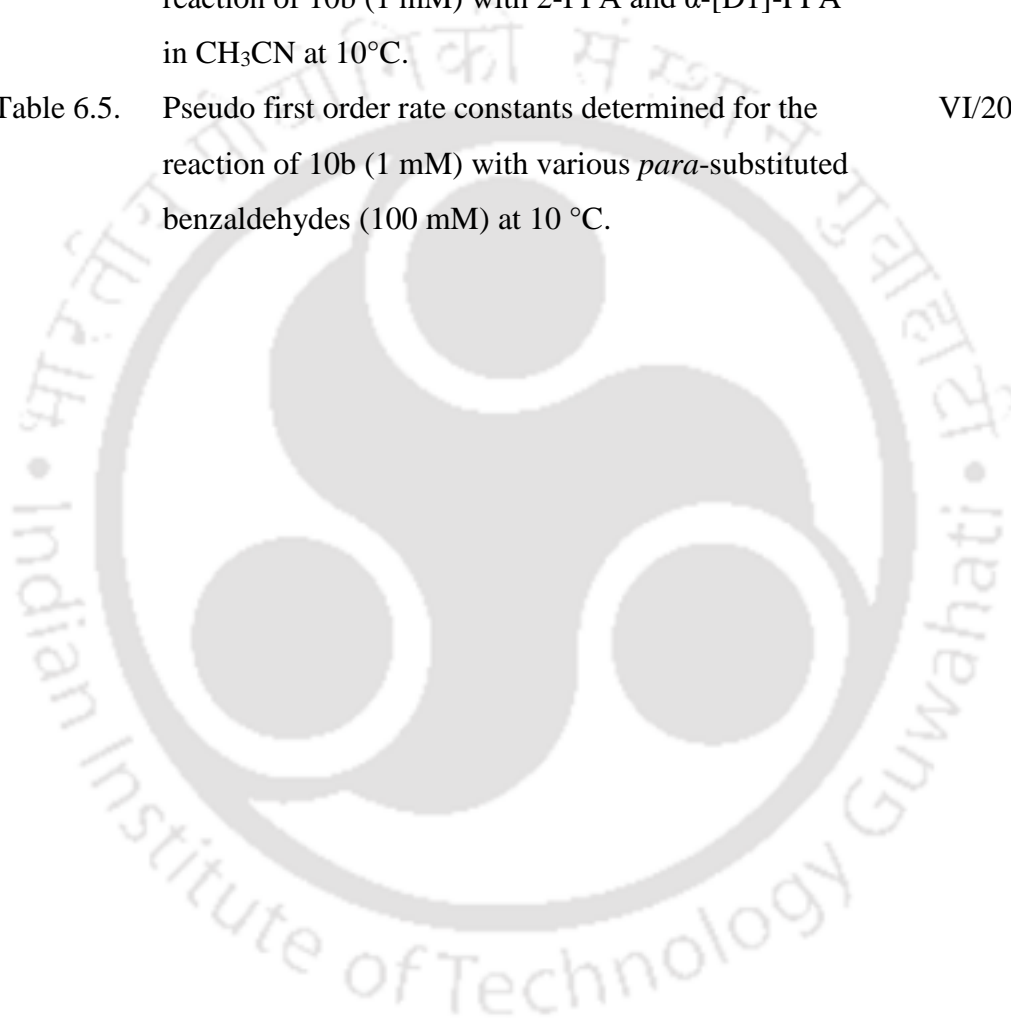 reaction of 10b (1 mM) with 2-PPA and α-[D1]-PPA
in CH₃CN at 10°C.
Table 6.5. Pseudo first order rate constants determined for the VI/20
reaction of 10b (1 mM) with various para-substituted
benzaldehydes (100 mM) at 10 °C.
भारतीय प्रौद्योगिकी संस्थान गुवाहाटी
• Indian Institute of Technology Guwahati •